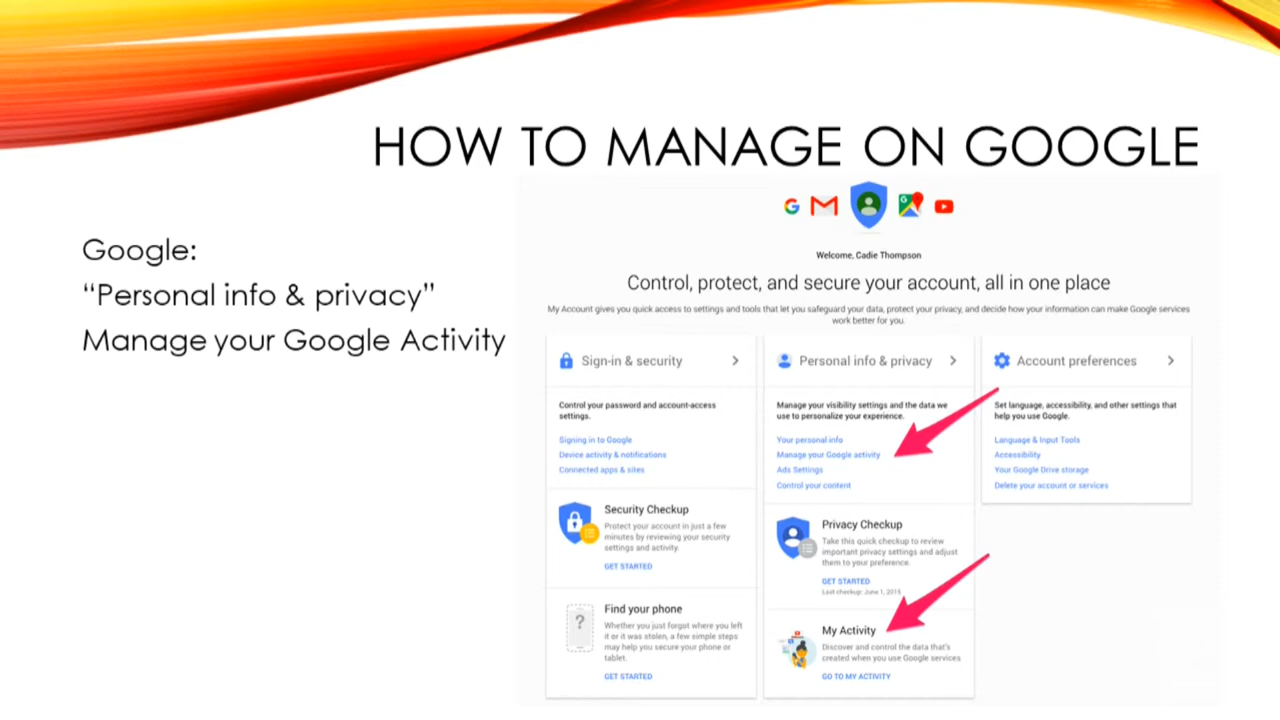 HOW TO MANAGE ON GOOGLE
Google:
“Personal info & privacy”
Manage your Google Activity
Welcome, Cadie Thompson
Control, protect, and secure your account, all in one place
My Account gives you quick access to settings and tools that let you safeguard your data, protect your privacy, and decide how your information can make Google services
work better for you.
Sign-in & security
Control your password and account-access
settings.
Signing in to Google
Device activity & notifications
Connected apps & sites
Security Checkup
Protect your account in just a few
minutes by reviewing your security
settings and activity.
GET STARTED
Find your phone
Whether you just forgot where you left
it or it was stolen, a few simple steps
may help you secure your phone or
tablet.
GET STARTED
Personal info & privacy
Manage your visibility settings and the data we
use to personalize your experience.
Your personal info
Manage your Google activity
Ads Settings
Control your content
Privacy Checkup
Take this quick checkup to review
important privacy settings and adjust
them to your preference.
GET STARTED
Last checkup: June 1, 2015
My Activity
Discover and control the data that's
created when you use Google services
GO TO MY ACTIVITY
Account preferences
Set language, accessibility, and other settings that
help you use Google.
Language & Input Tools
Accessibility
Your Google Drive storage
Delete your account or services